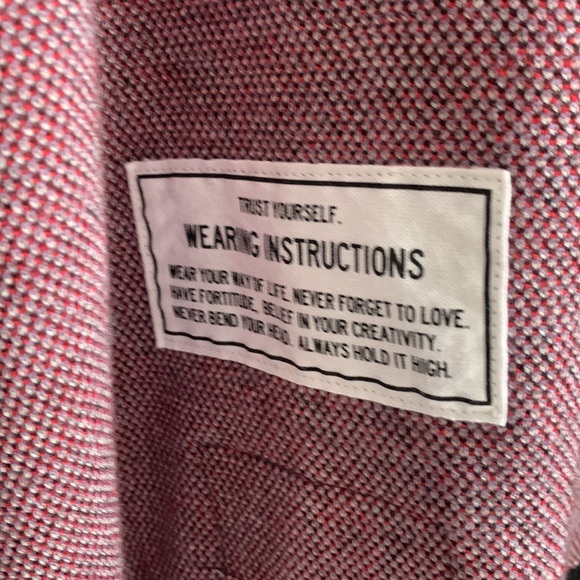 TRUST YOURSELF.
WEARING INSTRUCTIONS
WEAR YOUR WAY OF LIFE. NEVER FORGET TO LOVE.
HAVE FORTITUDE. BELIEF IN YOUR CREATIVITY.
NEVER BEND YOUR HEAD. ALWAYS HOLD IT HIGH.